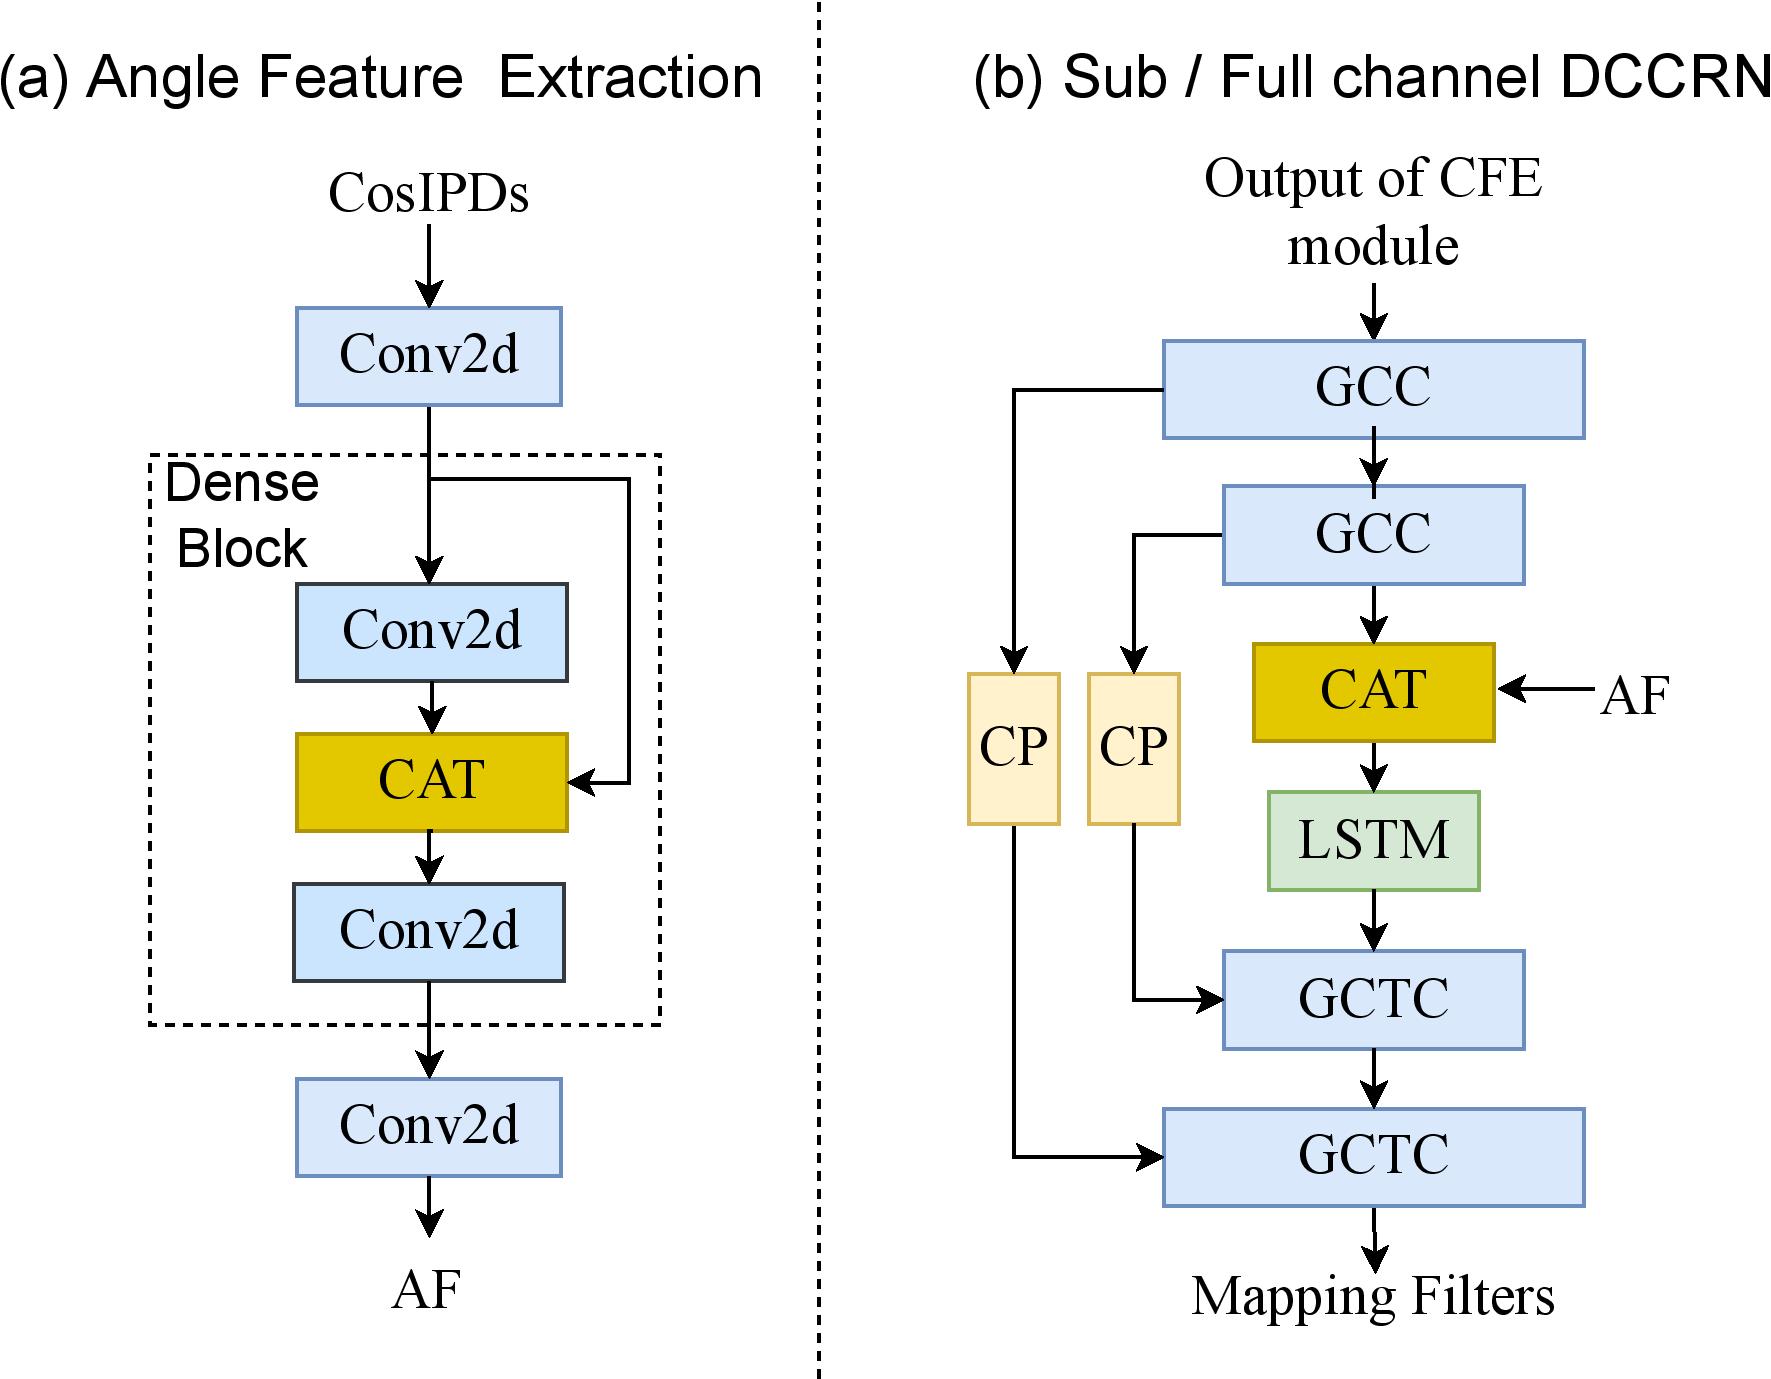 (a) Angle Feature Extraction
CosIPDs
Conv2d
Dense
Block
Conv2d
CAT
Conv2d
Conv2d
AF
(b) Sub / Full channel DCCRN
Output of CFE
module
GCC
GCC
CP
CP
CAT
AF
LSTM
GCTC
GCTC
Mapping Filters